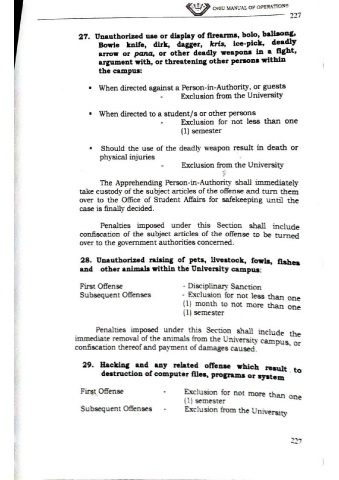 CNSU MANUAL OF OPERATIONS
227
27. Unauthorized use or display of firearms, bolo, balisong,
Bowie knife, dirk, dagger, kris, ice-pick, deadly
arrow or pana, or other deadly weapons in a fight,
argument with, or threatening other persons within
the campus:
• When directed against a Person-in-Authority, or guests
- Exclusion from the University
• When directed to a student/s or other persons
- Exclusion for not less than one
(1) semester
• Should the use of the deadly weapon result in death or
physical injuries
- Exclusion from the University
The Apprehending Person-in-Authority shall immediately
take custody of the subject articles of the offense and turn them
over to the Office of Student Affairs for safekeeping until the
case is finally decided.
Penalties imposed under this Section shall include
confiscation of the subject articles of the offense to be turned
over to the government authorities concerned.
28. Unauthorized raising of pets, livestock, fowls, fishes
and other animals within the University campus:
First Offense - Disciplinary Sanction
Subsequent Offenses - Exclusion for not less than one
(1) month to not more than one
(1) semester
Penalties imposed under this Section shall include the
immediate removal of the animals from the University campus, or
confiscation thereof and payment of damages caused.
29. Hacking and any related offense which result to
destruction of computer files, programs or system
First Offense - Exclusion for not more than one
(1) semester
Subsequent Offenses - Exclusion from the University
227